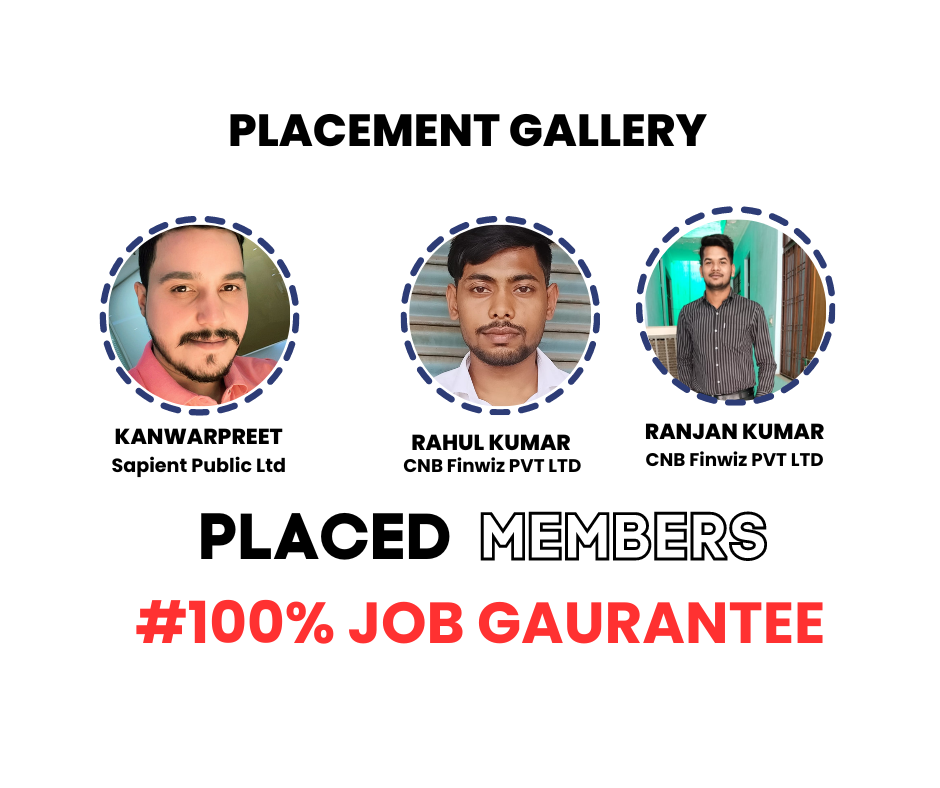 PLACEMENT GALLERY
KANWARPREET
Sapient Public Ltd
RAHUL KUMAR
CNB Finwiz PVT LTD
RANJAN KUMAR
CNB Finwiz PVT LTD
PLACED MEMBERS
#100% JOB GAURANTEE